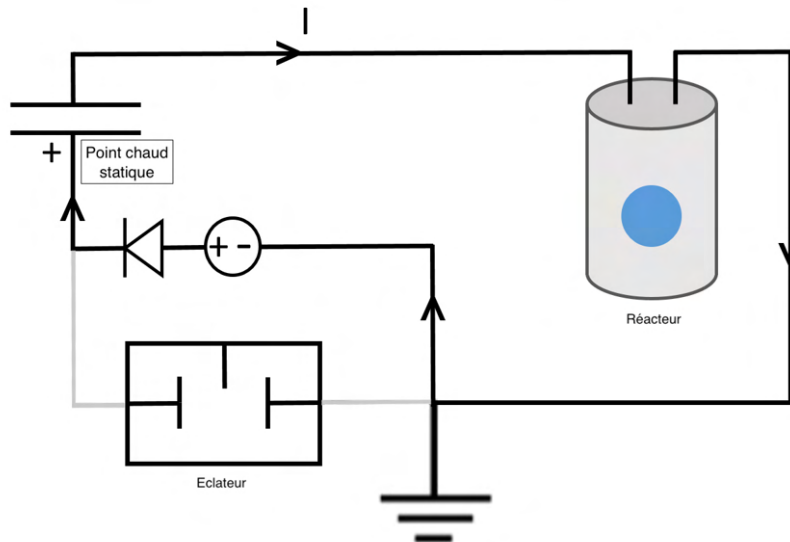 I
+
Point chaud
statique
+ -
Réacteur
Eclateur